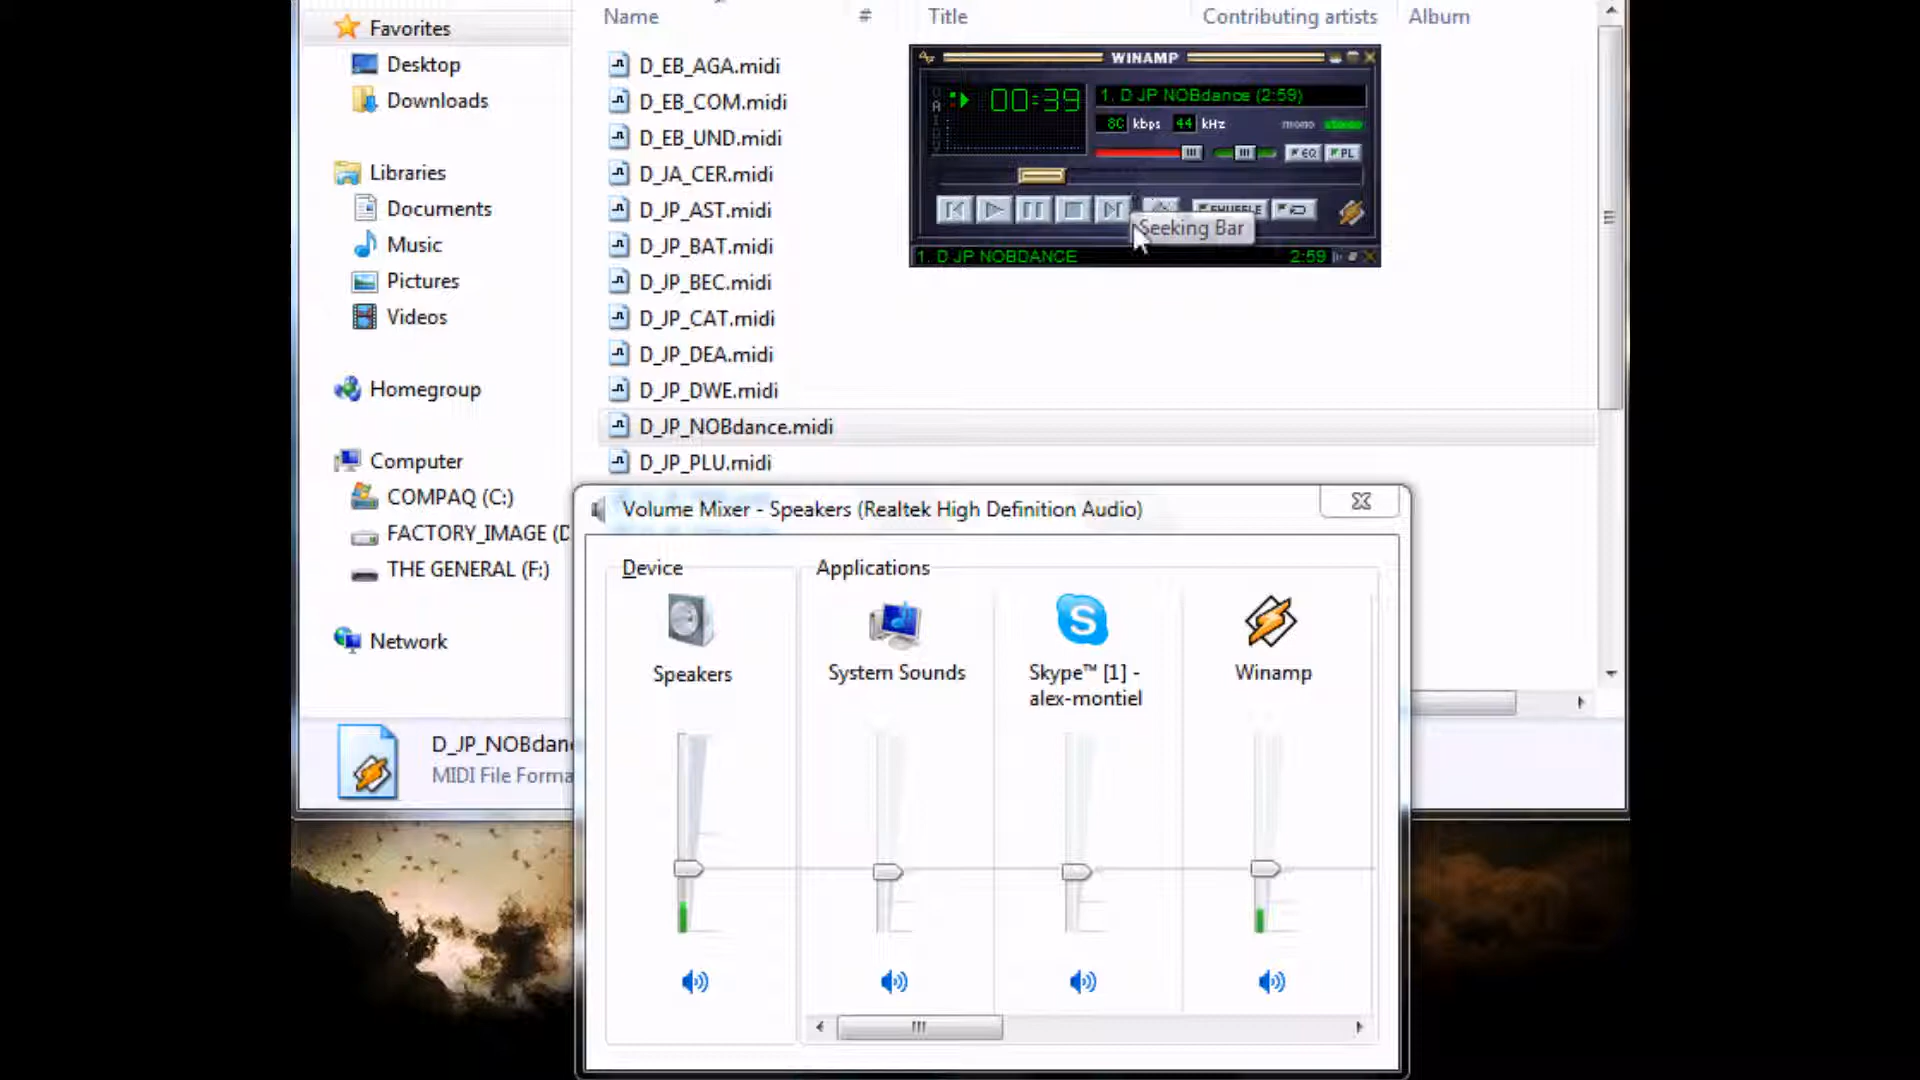 Name
#
Title
Contributing artists
Album
Favorites
Desktop
Downloads
Libraries
Documents
Music
Pictures
Videos
Homegroup
Computer
COMPAQ (C:)
FACTORY_IMAGE (D
THE GENERAL (F:)
Network
D_EB_AGA.midi
D_EB_COM.midi
D_EB_UND.midi
D_JA_CER.midi
D_JP_AST.midi
D_JP_BAT.midi
D_JP_BEC.midi
D_JP_CAT.midi
D_JP_DEA.midi
D_JP_DWE.midi
D_JP_NOBdance.midi
D_JP_PLU.midi
WINAMP
00:39
1. D JP NOBdance (2:59)
80 kbps 44 kHz
mono stereo
EQ PL
SHUFFLE
Seeking Bar
1. D JP NOBDANCE 2:59
D_JP_NOBdan
MIDI File Forma
Volume Mixer - Speakers (Realtek High Definition Audio)
Device
Applications
Speakers
System Sounds
Skype™ [1] -
alex-montiel
Winamp